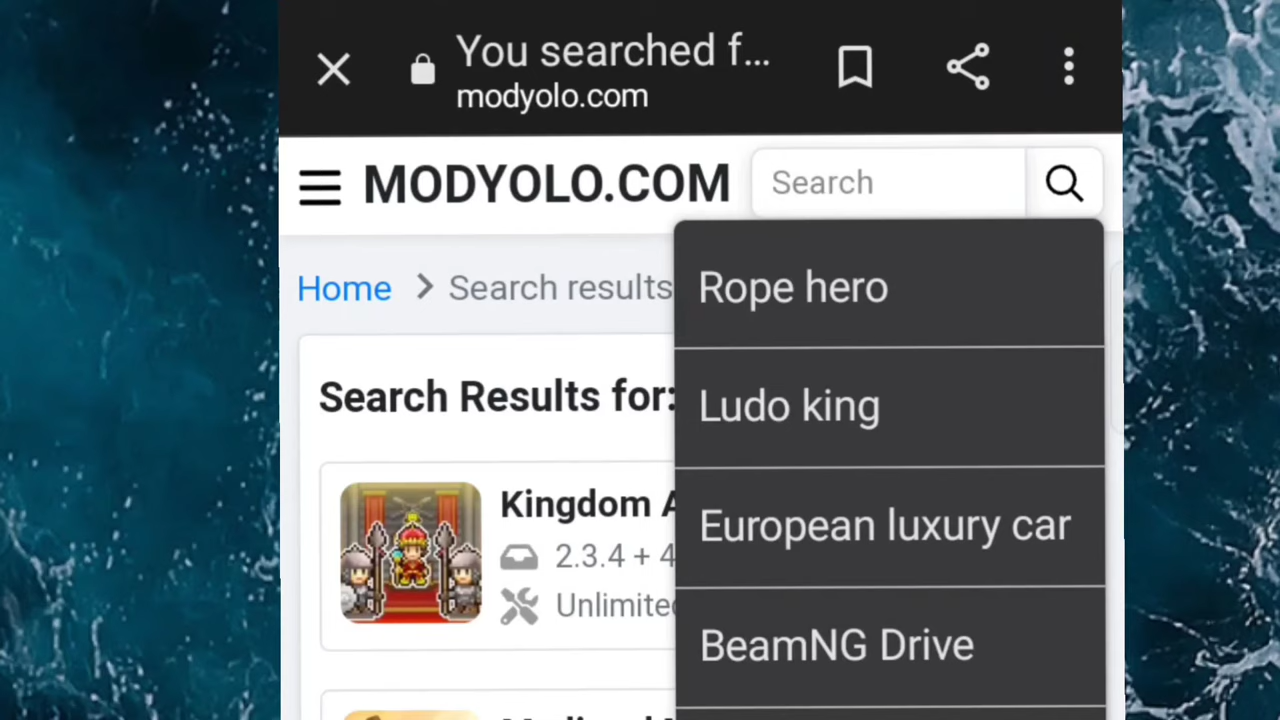 You searched f...
modyolo.com
MODYOLO.COM
Search
Home > Search results
Rope hero
Search Results for:
Ludo king
Kingdom A
2.3.4 + 4
European luxury car
Unlimite
BeamNG Drive